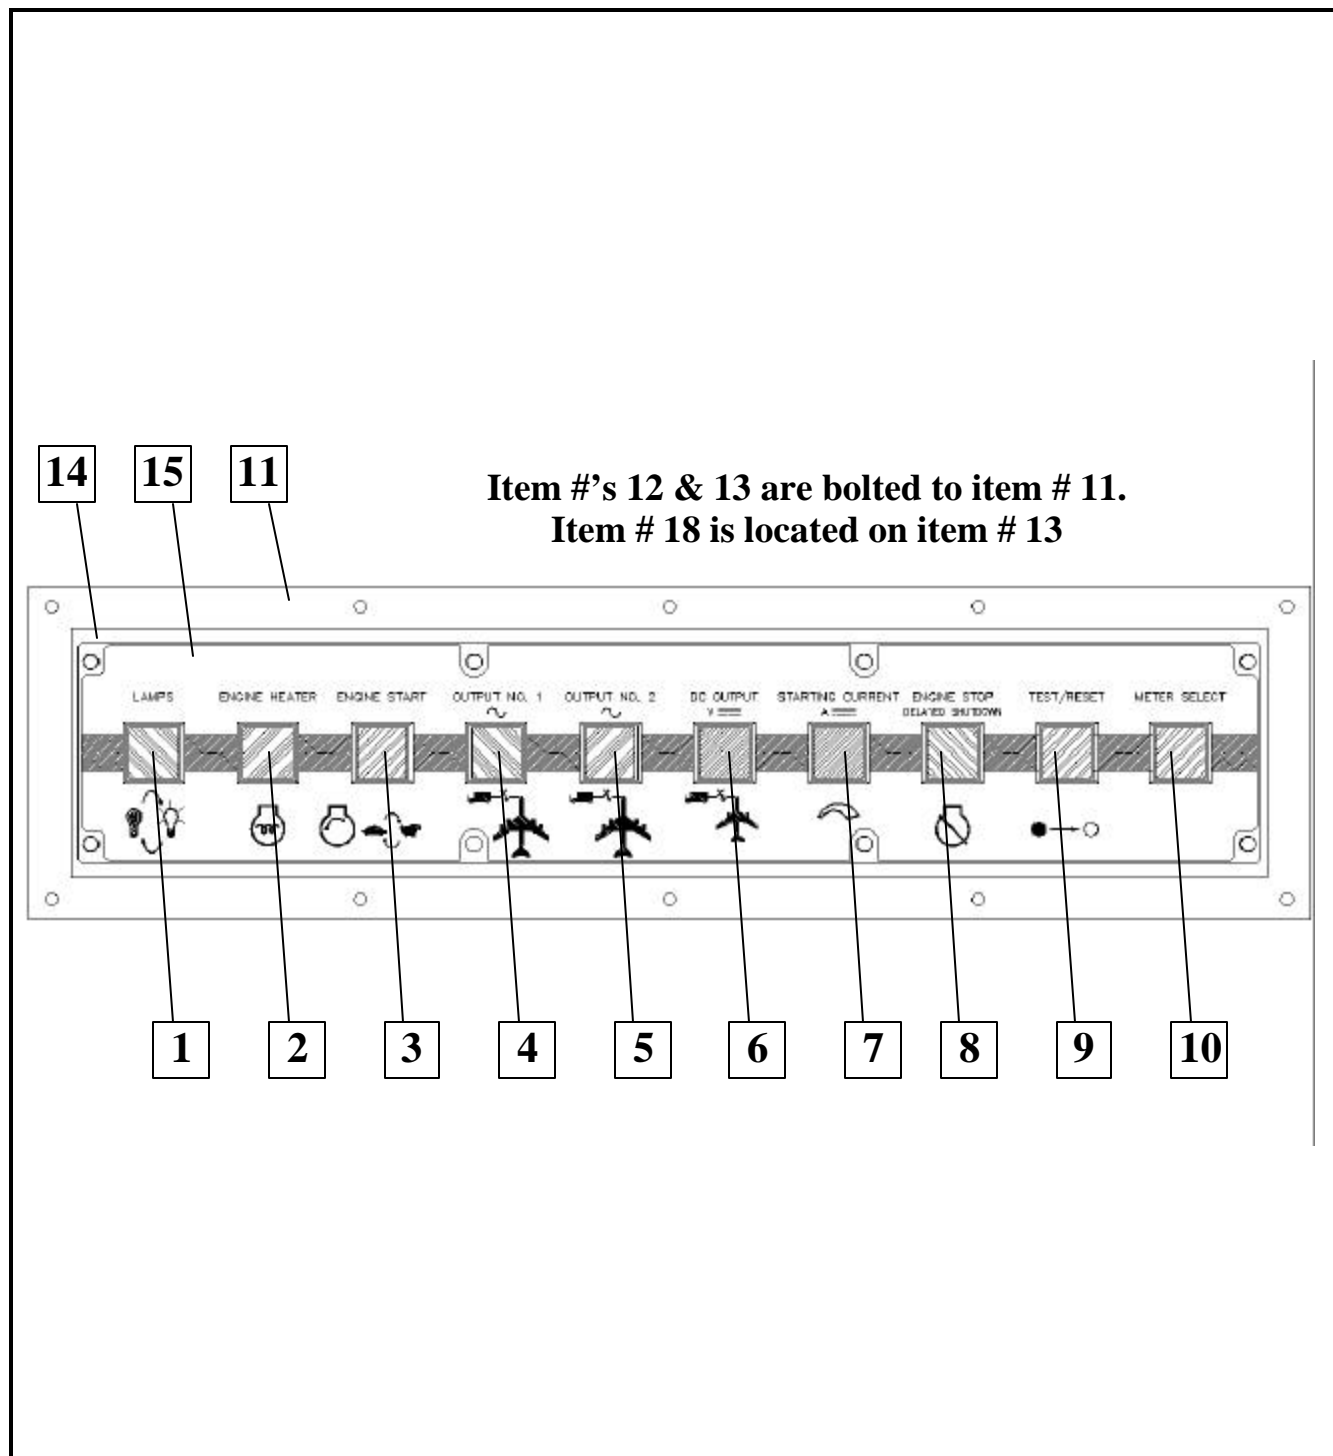 14 15 11
Item #’s 12 & 13 are bolted to item # 11.
Item # 18 is located on item # 13
LAMPS ENGINE HEATER ENGINE START OUTPUT NO. 1 OUTPUT NO. 2 DC OUTPUT STARTING CURRENT ENGINE STOP TEST/RESET METER SELECT
V A DELAYED SHUTDOWN
1 2 3 4 5 6 7 8 9 10